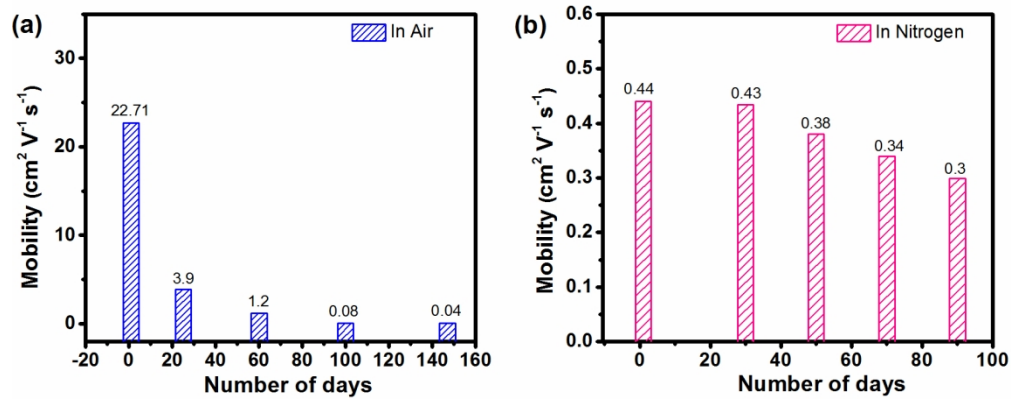 (a)
In Air
Mobility (cm² V⁻¹ s⁻¹)
30
20
10
0
22.71
3.9
1.2
0.08
0.04
-20 0 20 40 60 80 100 120 140 160
Number of days
(b)
In Nitrogen
Mobility (cm² V⁻¹ s⁻¹)
0.6
0.5
0.4
0.3
0.2
0.1
0.0
0.44
0.43
0.38
0.34
0.3
0 20 40 60 80 100
Number of days